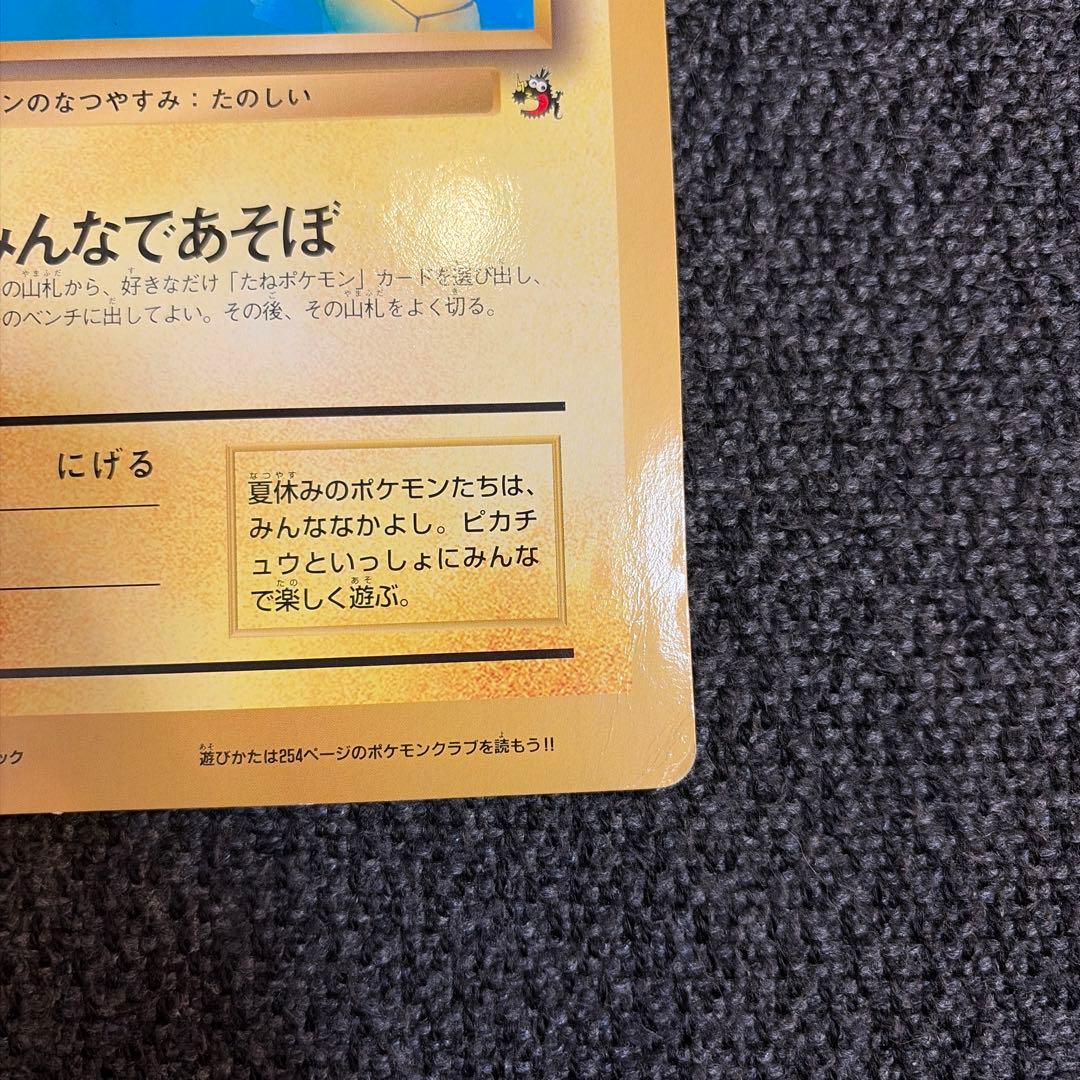 ンのなつやすみ：たのしい
みんなであそぼ
の山札から、好きなだけ「たねポケモン」カードを選び出し、
のベンチに出してよい。その後、その山札をよく切る。
にげる
夏休みのポケモンたちは、
みんななかよし。ピカチ
ュウといっしょにみんな
で楽しく遊ぶ。
ック
遊びかたは254ページのポケモンクラブを読もう!!